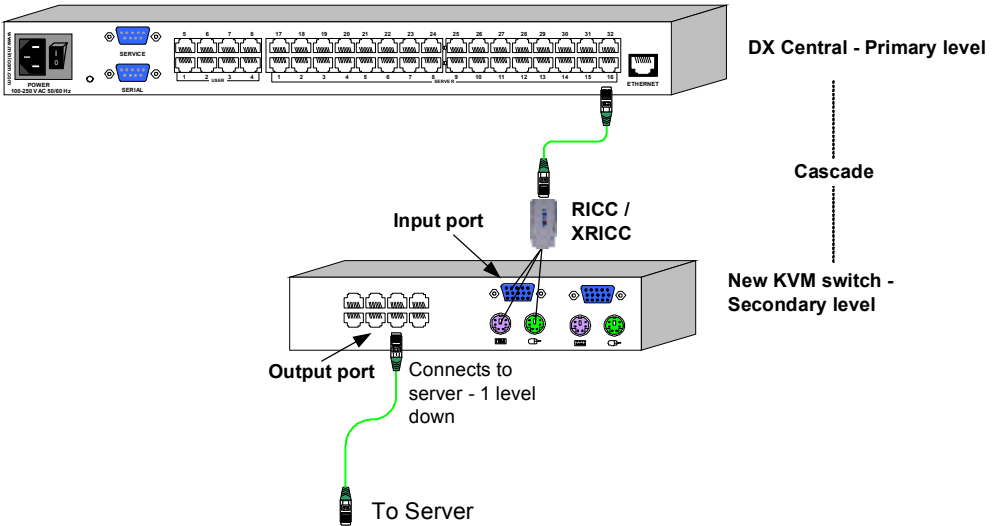 www.minicom.com
POWER
100-250 V AC 50/60 Hz
I
O
SERVICE
SERIAL
5 6 7 8
1 2 3 4
USER
17 18 19 20 21 22 23 24 25 26 27 28 29 30 31 32
1 2 3 4 5 6 7 8 9 10 11 12 13 14 15 16
SERVER
ETHERNET
DX Central - Primary level
Cascade
RICC /
XRICC
Input port
New KVM switch -
Secondary level
Output port
Connects to
server - 1 level
down
To Server